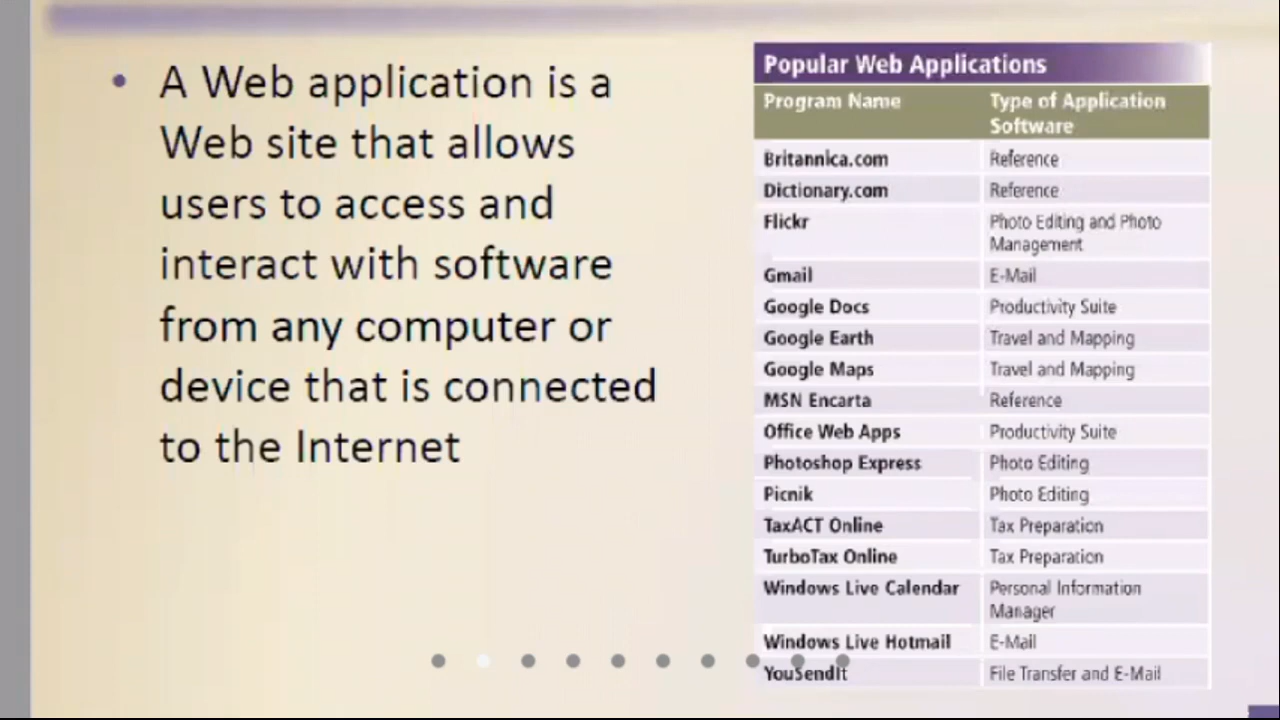 • A Web application is a
Web site that allows
users to access and
interact with software
from any computer or
device that is connected
to the Internet
Popular Web Applications
Program Name Type of Application
Software
Britannica.com Reference
Dictionary.com Reference
Flickr Photo Editing and Photo
Management
Gmail E-Mail
Google Docs Productivity Suite
Google Earth Travel and Mapping
Google Maps Travel and Mapping
MSN Encarta Reference
Office Web Apps Productivity Suite
Photoshop Express Photo Editing
Picnik Photo Editing
TaxACT Online Tax Preparation
TurboTax Online Tax Preparation
Windows Live Calendar Personal Information
Manager
Windows Live Hotmail E-Mail
YouSendIt File Transfer and E-Mail